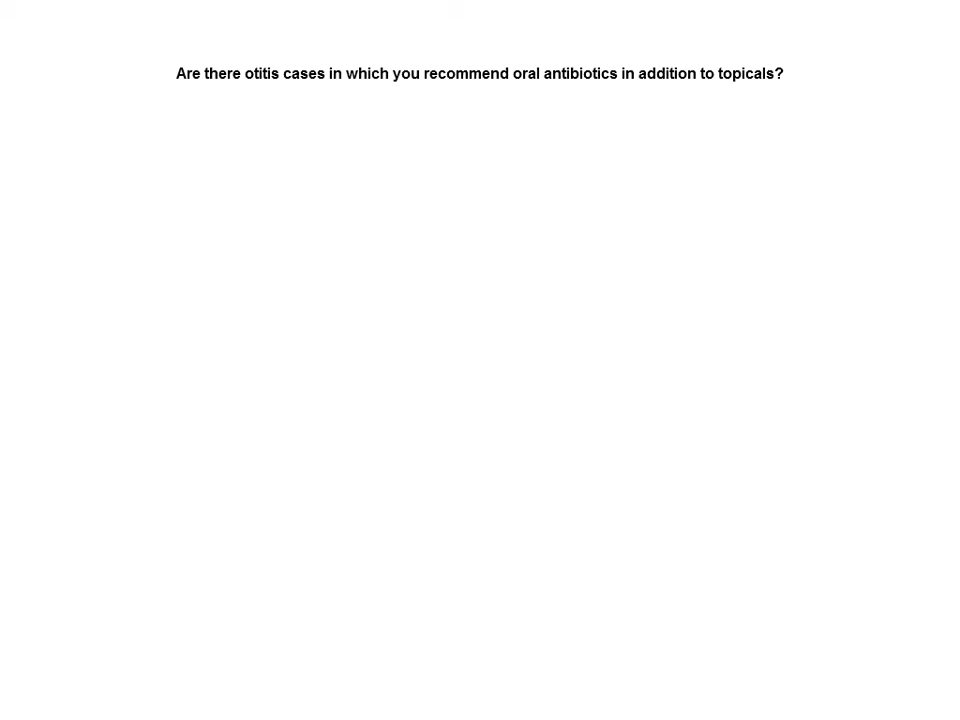 Are there otitis cases in which you recommend oral antibiotics in addition to topicals?